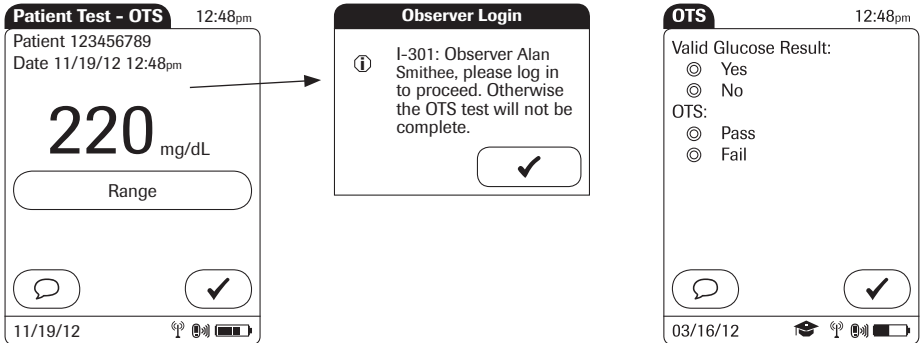 Patient Test - OTS 12:48pm
Patient 123456789
Date 11/19/12 12:48pm
220 mg/dL
Range
11/19/12
Observer Login
I-301: Observer Alan
Smithee, please log in
to proceed. Otherwise
the OTS test will not be
complete.
OTS 12:48pm
Valid Glucose Result:
Yes
No
OTS:
Pass
Fail
03/16/12